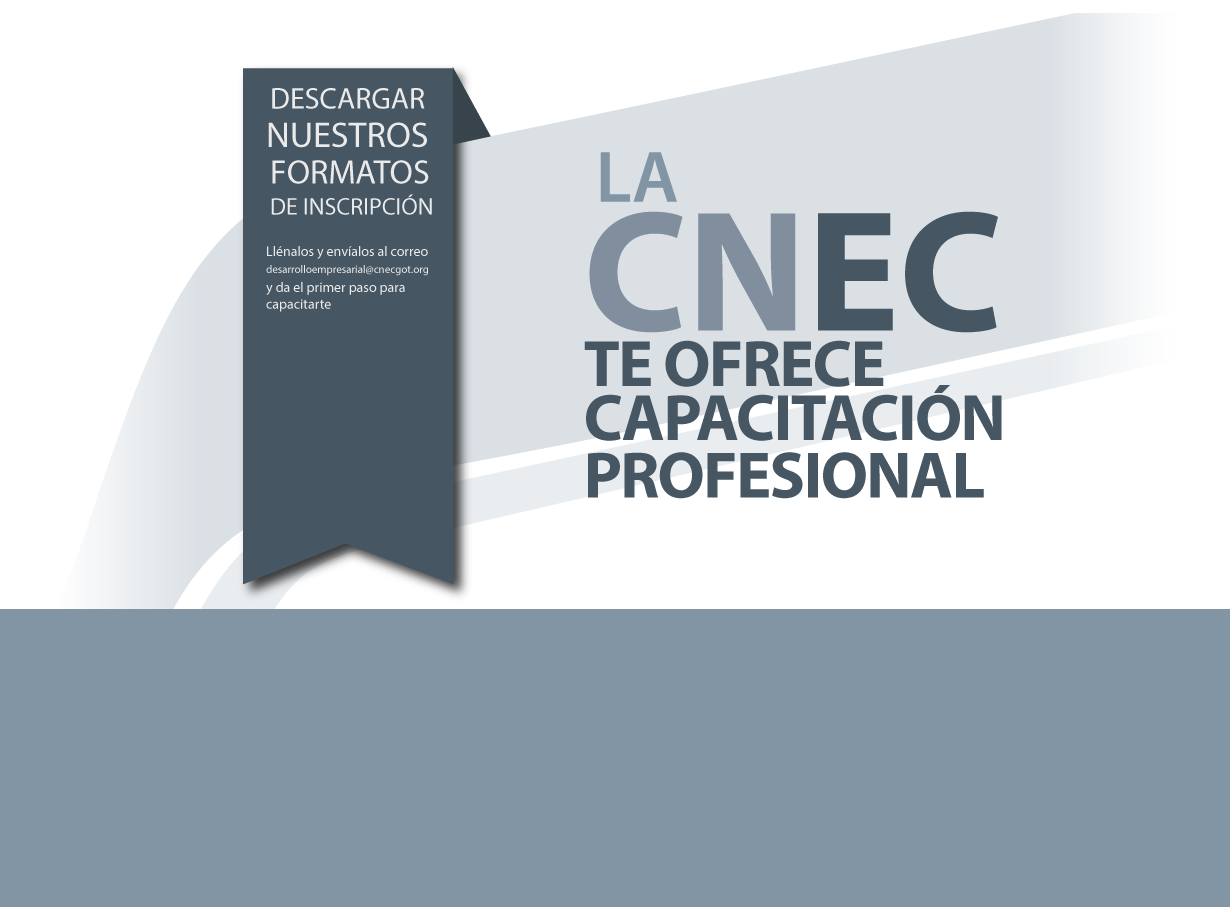 DESCARGAR
NUESTROS
FORMATOS
DE INSCRIPCIÓN
Llénalos y envíalos al correo
desarrolloempresarial@cnecgot.org
y da el primer paso para
capacitarte
LA
CNEC
TE OFRECE
CAPACITACIÓN
PROFESIONAL